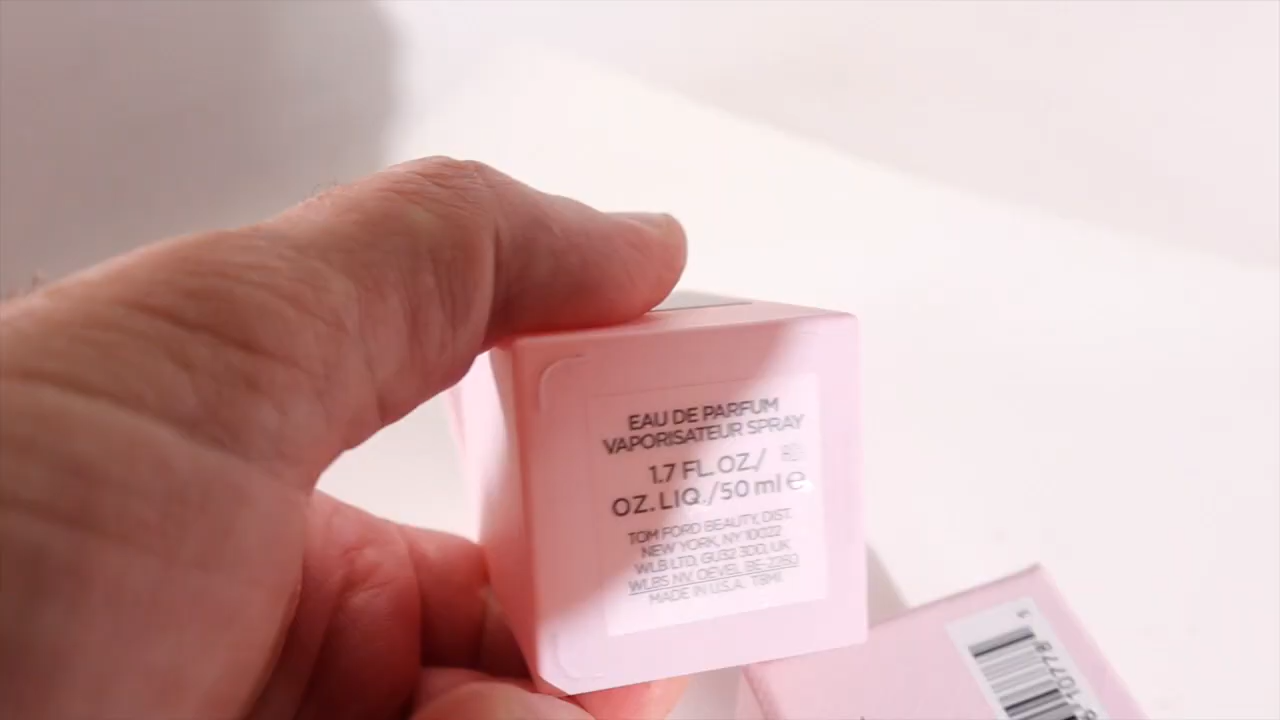 EAU DE PARFUM
VAPORISATEUR SPRAY
1.7 FL.OZ./
OZ.LIQ./50 ml e
TOM FORD BEAUTY, DIST.
NEW YORK, NY 10022
WLB LTD, GU32 3DD, UK
WLBS NV, OEVEL BE-2260
MADE IN U.S.A.